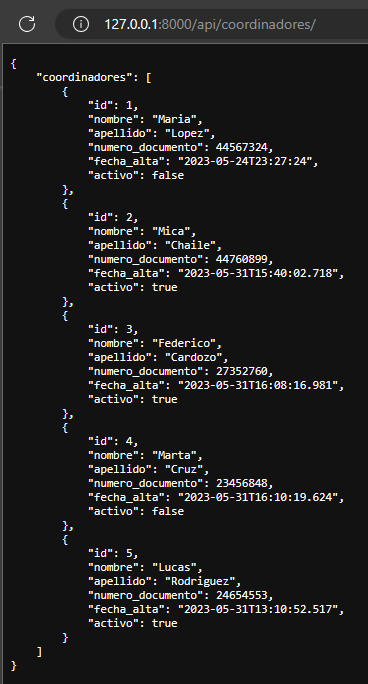 127.0.0.1:8000/api/coordinadores/
{
    "coordinadores": [
        {
            "id": 1,
            "nombre": "Maria",
            "apellido": "Lopez",
            "numero_documento": 44567324,
            "fecha_alta": "2023-05-24T23:27:24",
            "activo": false
        },
        {
            "id": 2,
            "nombre": "Mica",
            "apellido": "Chaile",
            "numero_documento": 44760899,
            "fecha_alta": "2023-05-31T15:40:02.718",
            "activo": true
        },
        {
            "id": 3,
            "nombre": "Federico",
            "apellido": "Cardozo",
            "numero_documento": 27352760,
            "fecha_alta": "2023-05-31T16:08:16.981",
            "activo": true
        },
        {
            "id": 4,
            "nombre": "Marta",
            "apellido": "Cruz",
            "numero_documento": 23456848,
            "fecha_alta": "2023-05-31T16:10:19.624",
            "activo": false
        },
        {
            "id": 5,
            "nombre": "Lucas",
            "apellido": "Rodriguez",
            "numero_documento": 24654553,
            "fecha_alta": "2023-05-31T13:10:52.517",
            "activo": true
        }
    ]
}